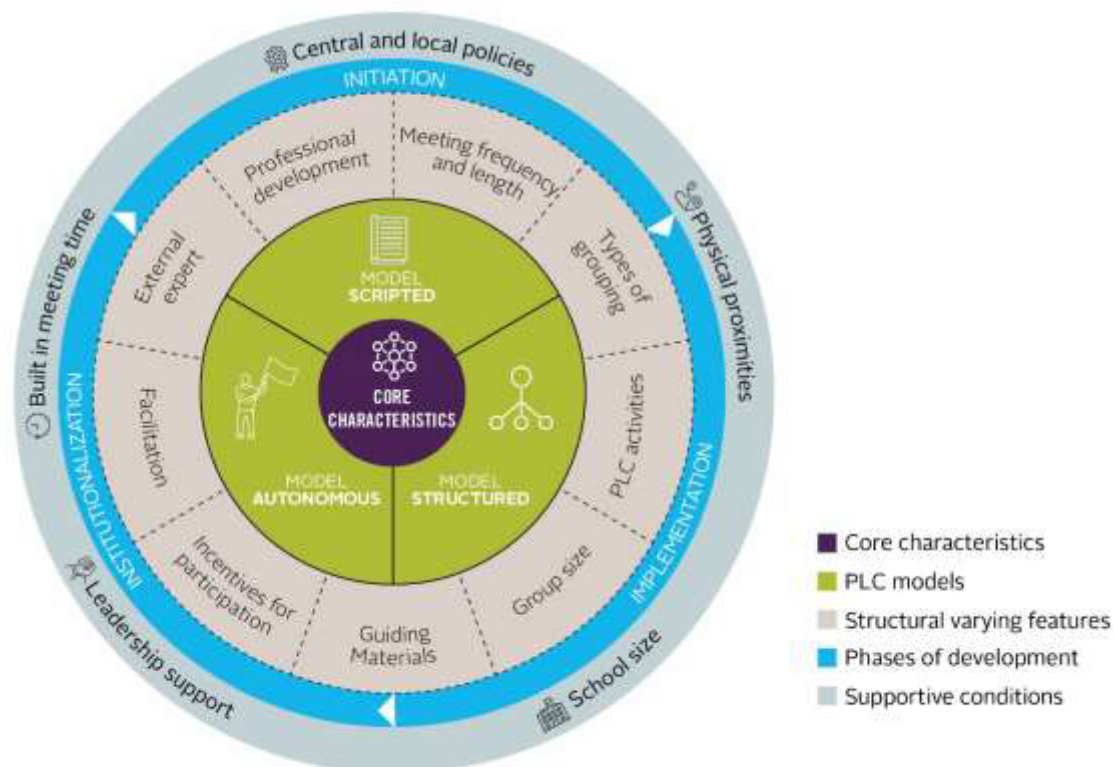 Central and local policies
INITIATION
Professional
development
Meeting frequency
and length
Built in meeting time
Physical proximities
External
expert
Types of
grouping
MODEL
SCRIPTED
CORE
CHARACTERISTICS
Facilitation
PLC activities
INSTITUTIONALIZATION
IMPLEMENTATION
MODEL
AUTONOMOUS
MODEL
STRUCTURED
Incentives for
participation
Guiding
Materials
Group size
Leadership support
School size
Core characteristics
PLC models
Structural varying features
Phases of development
Supportive conditions